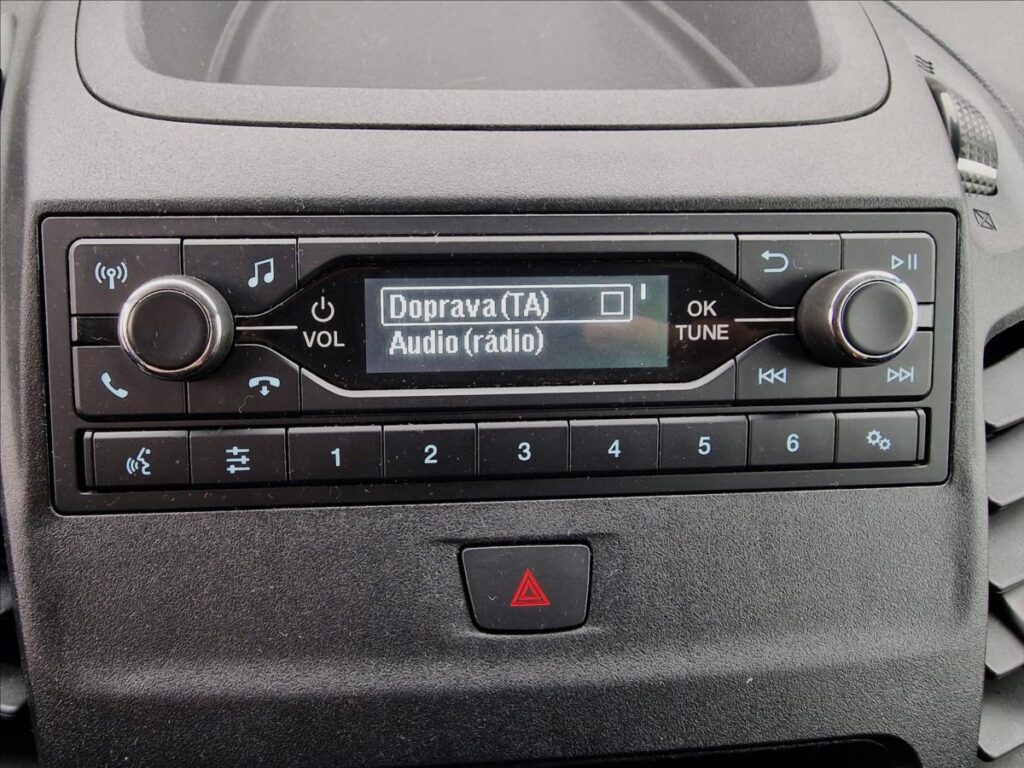 Doprava (TA)
Audio (rádio)
VOL
OK
TUNE
1 2 3 4 5 6